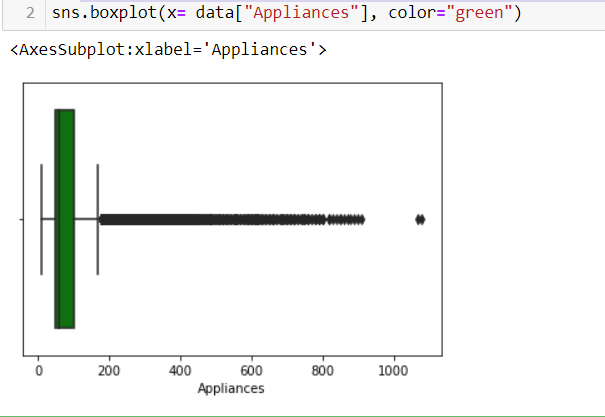 2 sns.boxplot(x= data["Appliances"], color="green")
<AxesSubplot:xlabel='Appliances'>
0 200 400 600 800 1000
Appliances